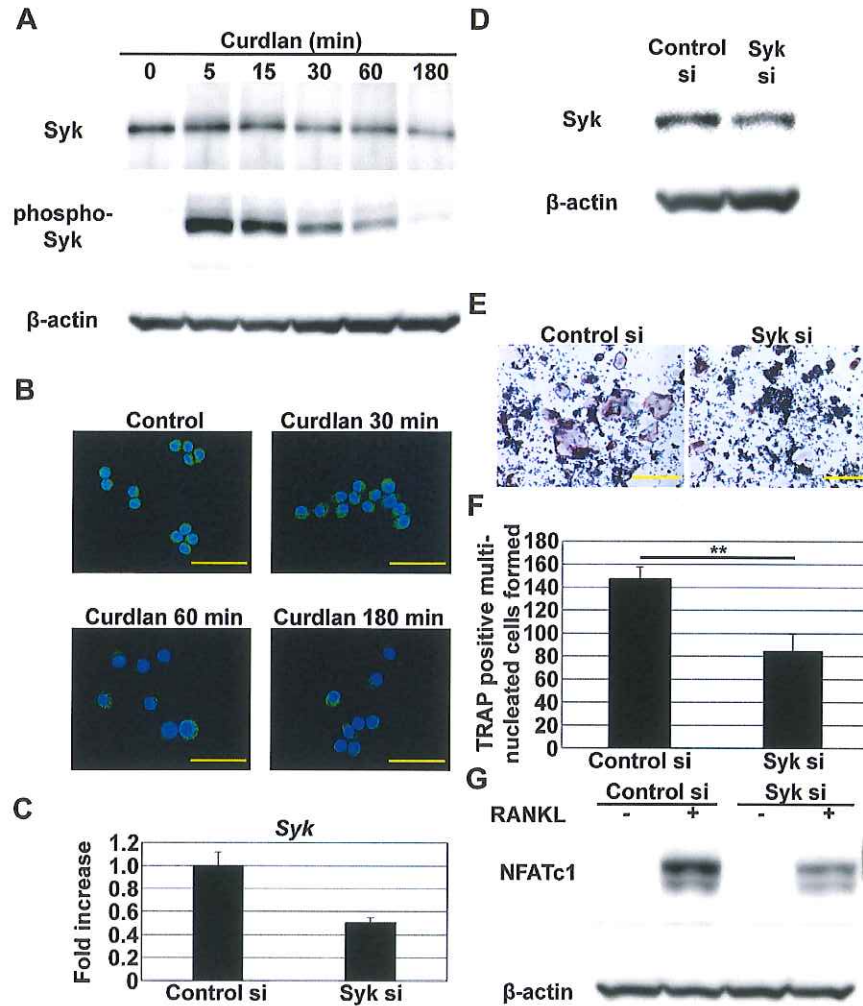 A
Curdlan (min)
0 5 15 30 60 180
Syk
phospho-
Syk
β-actin
B
Control
Curdlan 30 min
Curdlan 60 min
Curdlan 180 min
C
Syk
Fold increase
1.2
1.0
0.8
0.6
0.4
0.2
0
Control si
Syk si
D
Control
si
Syk
si
Syk
β-actin
E
Control si
Syk si
F
TRAP positive multi-
nucleated cells formed
180
160
140
120
100
80
60
40
20
0
**
Control si
Syk si
G
Control si
Syk si
RANKL - + - +
NFATc1
β-actin